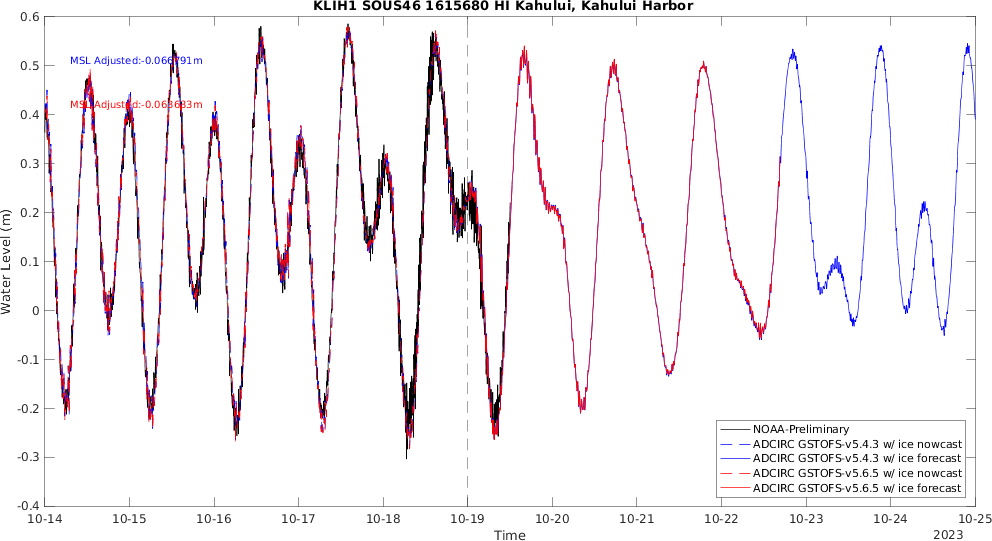 KLIH1 SOUS46 1615680 HI Kahului, Kahului Harbor
0.6
0.5
0.4
0.3
0.2
0.1
0
-0.1
-0.2
-0.3
-0.4
Water Level (m)
MSL Adjusted:-0.066791m
MSL Adjusted:-0.063683m
NOAA-Preliminary
ADCIRC GSTOFS-v5.4.3 w/ ice nowcast
ADCIRC GSTOFS-v5.4.3 w/ ice forecast
ADCIRC GSTOFS-v5.6.5 w/ ice nowcast
ADCIRC GSTOFS-v5.6.5 w/ ice forecast
10-14 10-15 10-16 10-17 10-18 10-19 10-20 10-21 10-22 10-23 10-24 10-25
Time
2023